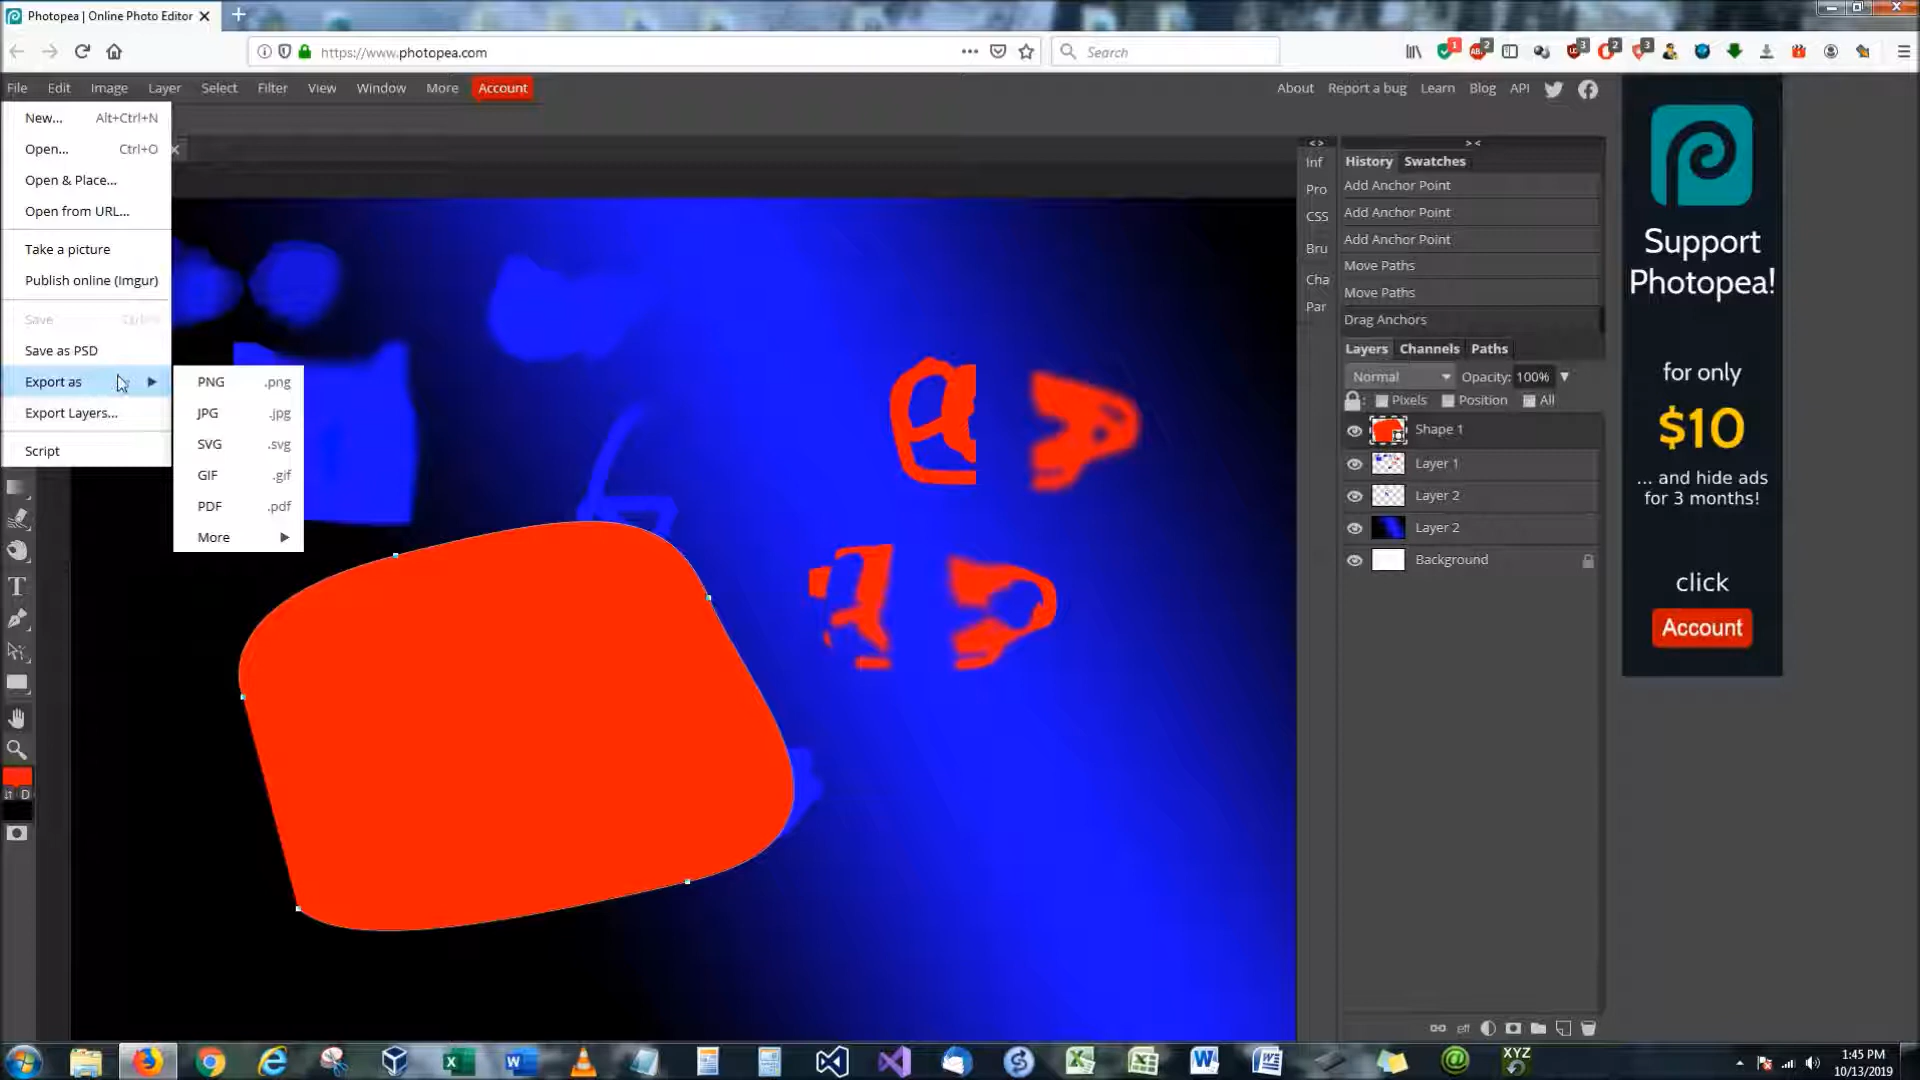 Photopea | Online Photo Editor
https://www.photopea.com
Search
1
2
3
2
3
File Edit Image Layer Select Filter View Window More Account
About Report a bug Learn Blog API
New... Alt+Ctrl+N
Open... Ctrl+O
Open & Place...
Open from URL...
Take a picture
Publish online (Imgur)
Save
Save as PSD
Export as
Export Layers...
Script
PNG .png
JPG .jpg
SVG .svg
GIF .gif
PDF .pdf
More
D
Inf
Pro
CSS
Bru
Cha
Par
< >
> <
History Swatches
Add Anchor Point
Add Anchor Point
Add Anchor Point
Move Paths
Move Paths
Drag Anchors
Layers Channels Paths
Normal Opacity: 100%
: Pixels Position All
Shape 1
Layer 1
Layer 2
Layer 2
Background
eff
Support
Photopea!
for only
$10
... and hide ads
for 3 months!
click
Account
XYZ
1:45 PM
10/13/2019